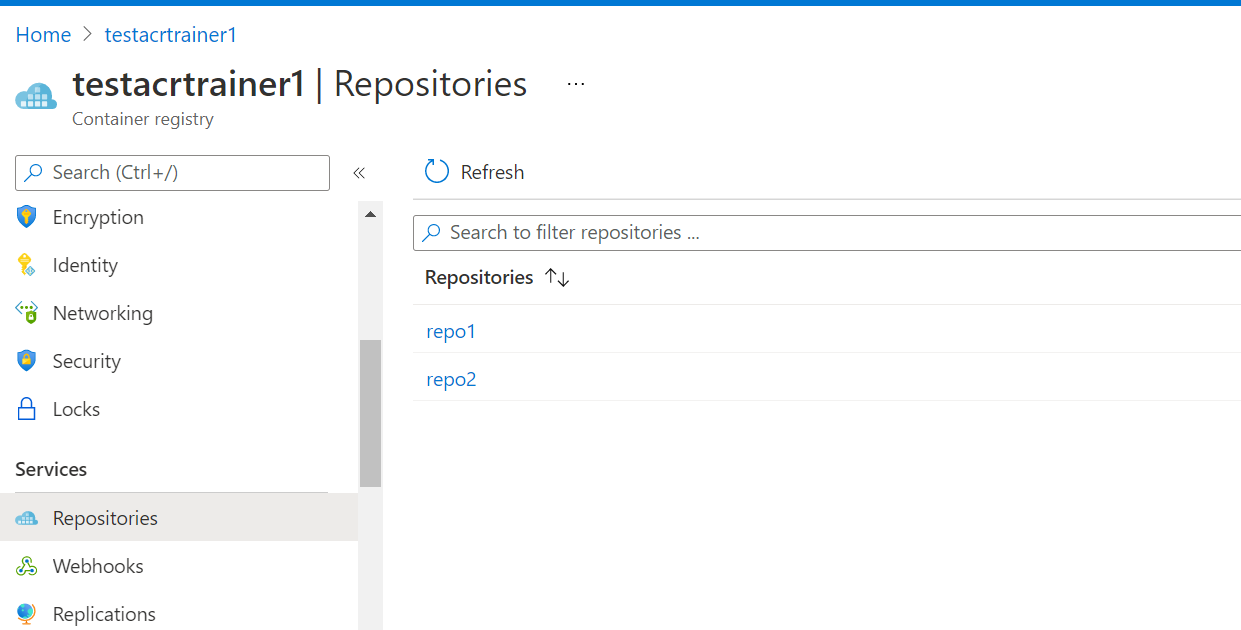 Home > testacrtrainer1
testacrtrainer1 | Repositories ...
Container registry
Search (Ctrl+/)
«
Refresh
Encryption
Search to filter repositories ...
Identity
Repositories ↑↓
Networking
repo1
Security
repo2
Locks
Services
Repositories
Webhooks
Replications